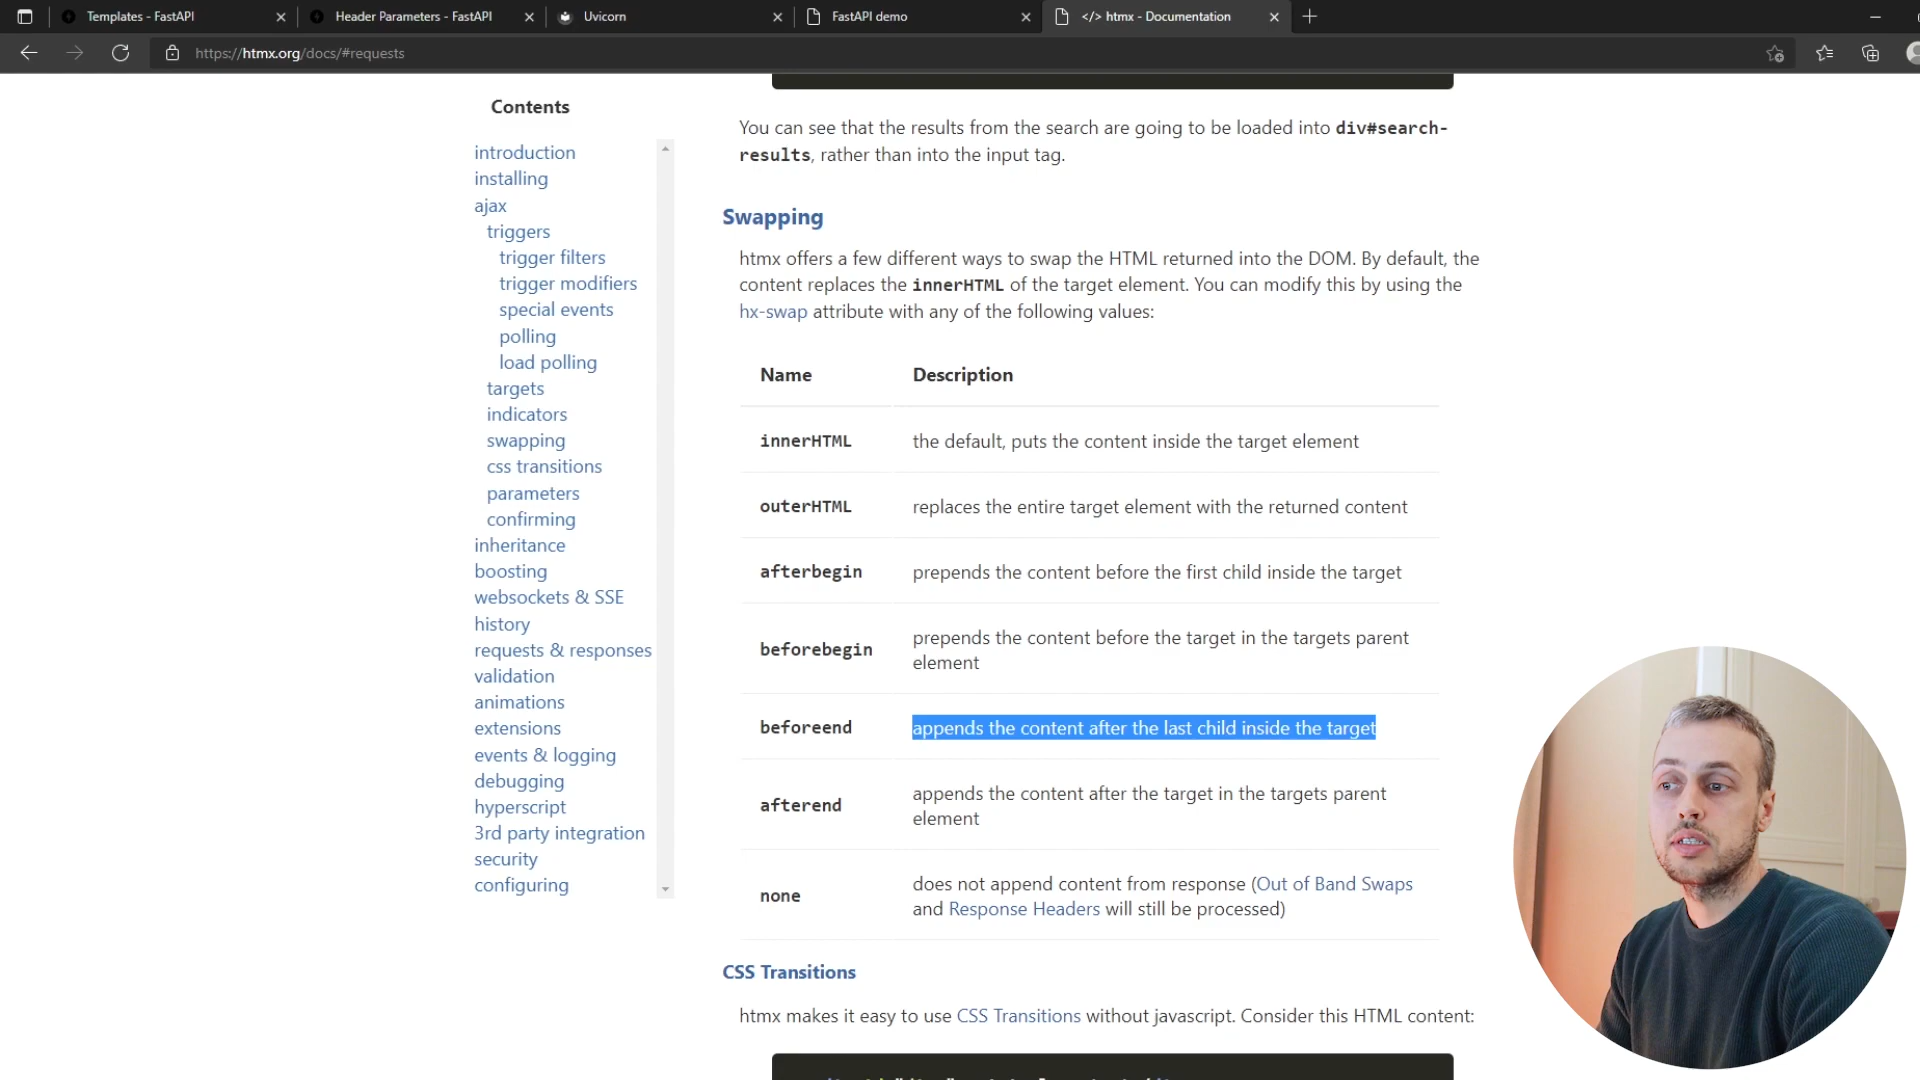 Templates - FastAPI
Header Parameters - FastAPI
Uvicorn
FastAPI demo
</> htmx - Documentation
https://htmx.org/docs/#requests
Contents
introduction
installing
ajax
triggers
trigger filters
trigger modifiers
special events
polling
load polling
targets
indicators
swapping
css transitions
parameters
confirming
inheritance
boosting
websockets & SSE
history
requests & responses
validation
animations
extensions
events & logging
debugging
hyperscript
3rd party integration
security
configuring
You can see that the results from the search are going to be loaded into div#search-
results, rather than into the input tag.
Swapping
htmx offers a few different ways to swap the HTML returned into the DOM. By default, the
content replaces the innerHTML of the target element. You can modify this by using the
hx-swap attribute with any of the following values:
Name Description
innerHTML the default, puts the content inside the target element
outerHTML replaces the entire target element with the returned content
afterbegin prepends the content before the first child inside the target
beforebegin prepends the content before the target in the targets parent
element
beforeend appends the content after the last child inside the target
afterend appends the content after the target in the targets parent
element
none does not append content from response (Out of Band Swaps
and Response Headers will still be processed)
CSS Transitions
htmx makes it easy to use CSS Transitions without javascript. Consider this HTML content: